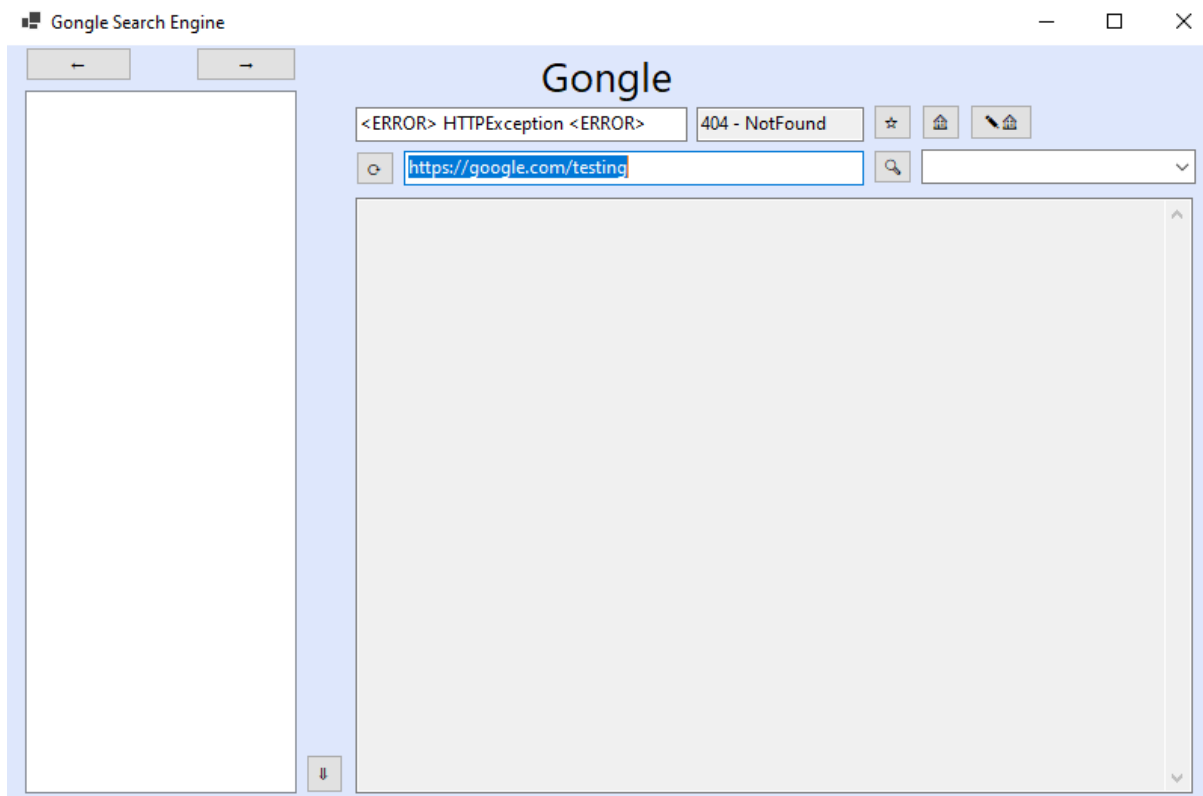 Gongle Search Engine
Gongle
<ERROR> HTTPException <ERROR>
404 - NotFound
https://google.com/testing